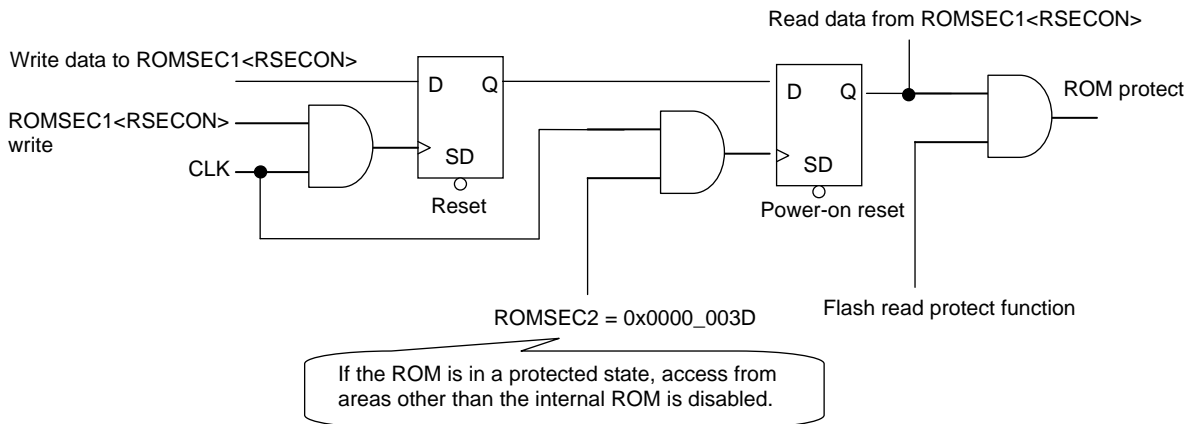 Read data from ROMSEC1<RSECON>
Write data to ROMSEC1<RSECON>
D
Q
D
Q
ROM protect
ROMSEC1<RSECON>
write
CLK
SD
SD
Reset
Power-on reset
Flash read protect function
ROMSEC2 = 0x0000_003D
If the ROM is in a protected state, access from
areas other than the internal ROM is disabled.